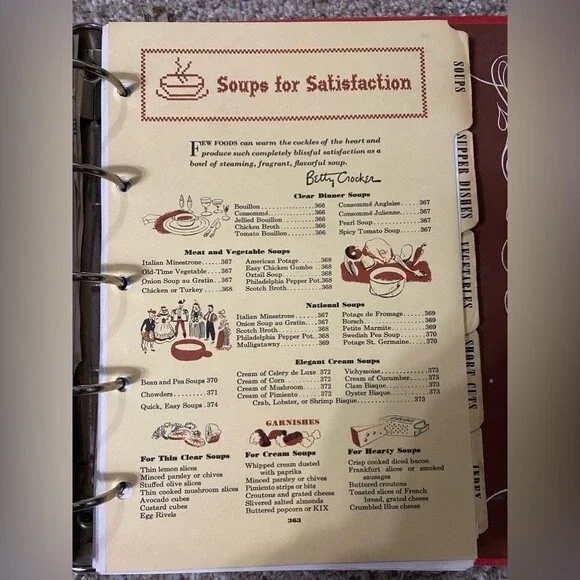 Soups for Satisfaction
FEW FOODS can warm the cockles of the heart and
produce such completely blissful satisfaction as a
bowl of steaming, fragrant, flavorful soup.
Betty Crocker
Clear Dinner Soups
Bouillon 366
Consommé 366
Jellied Bouillon 366
Chicken Broth 366
Tomato Bouillon 366
Consommé Anglaise 367
Consommé Julienne 367
Pearl Soup 367
Spicy Tomato Soup 367
Meat and Vegetable Soups
Italian Minestrone 367
Old-Time Vegetable 367
Onion Soup au Gratin 367
Chicken or Turkey 368
American Potage 368
Easy Chicken Gumbo 368
Oxtail Soup 368
Philadelphia Pepper Pot 368
Scotch Broth 368
National Soups
Italian Minestrone 367
Onion Soup au Gratin 367
Scotch Broth 368
Philadelphia Pepper Pot 368
Mulligatawny 369
Potage de Fromage 369
Borsch 369
Petite Marmite 369
Swedish Pea Soup 370
Potage St. Germaine 370
Elegant Cream Soups
Bean and Pea Soups 370
Chowders 371
Quick, Easy Soups 374
Cream of Celery de Luxe 372
Cream of Corn 372
Cream of Mushroom 372
Cream of Pimiento 372
Vichyssoise 373
Cream of Cucumber 373
Clam Bisque 373
Oyster Bisque 373
Crab, Lobster, or Shrimp Bisque 373
GARNISHES
For Thin Clear Soups
Thin lemon slices
Minced parsley or chives
Stuffed olive slices
Thin cooked mushroom slices
Avocado cubes
Custard cubes
Egg Rivels
For Cream Soups
Whipped cream dusted
with paprika
Minced parsley or chives
Pimiento strips or bits
Croutons and grated cheese
Slivered salted almonds
Buttered popcorn or KIX
For Hearty Soups
Crisp cooked diced bacon
Frankfurt slices or smoked
sausages
Buttered croutons
Toasted slices of French
bread, grated cheese
Crumbled Blue cheese
363
SOUPS
SUPPER DISHES
VEGETABLES
SHORT CUTS